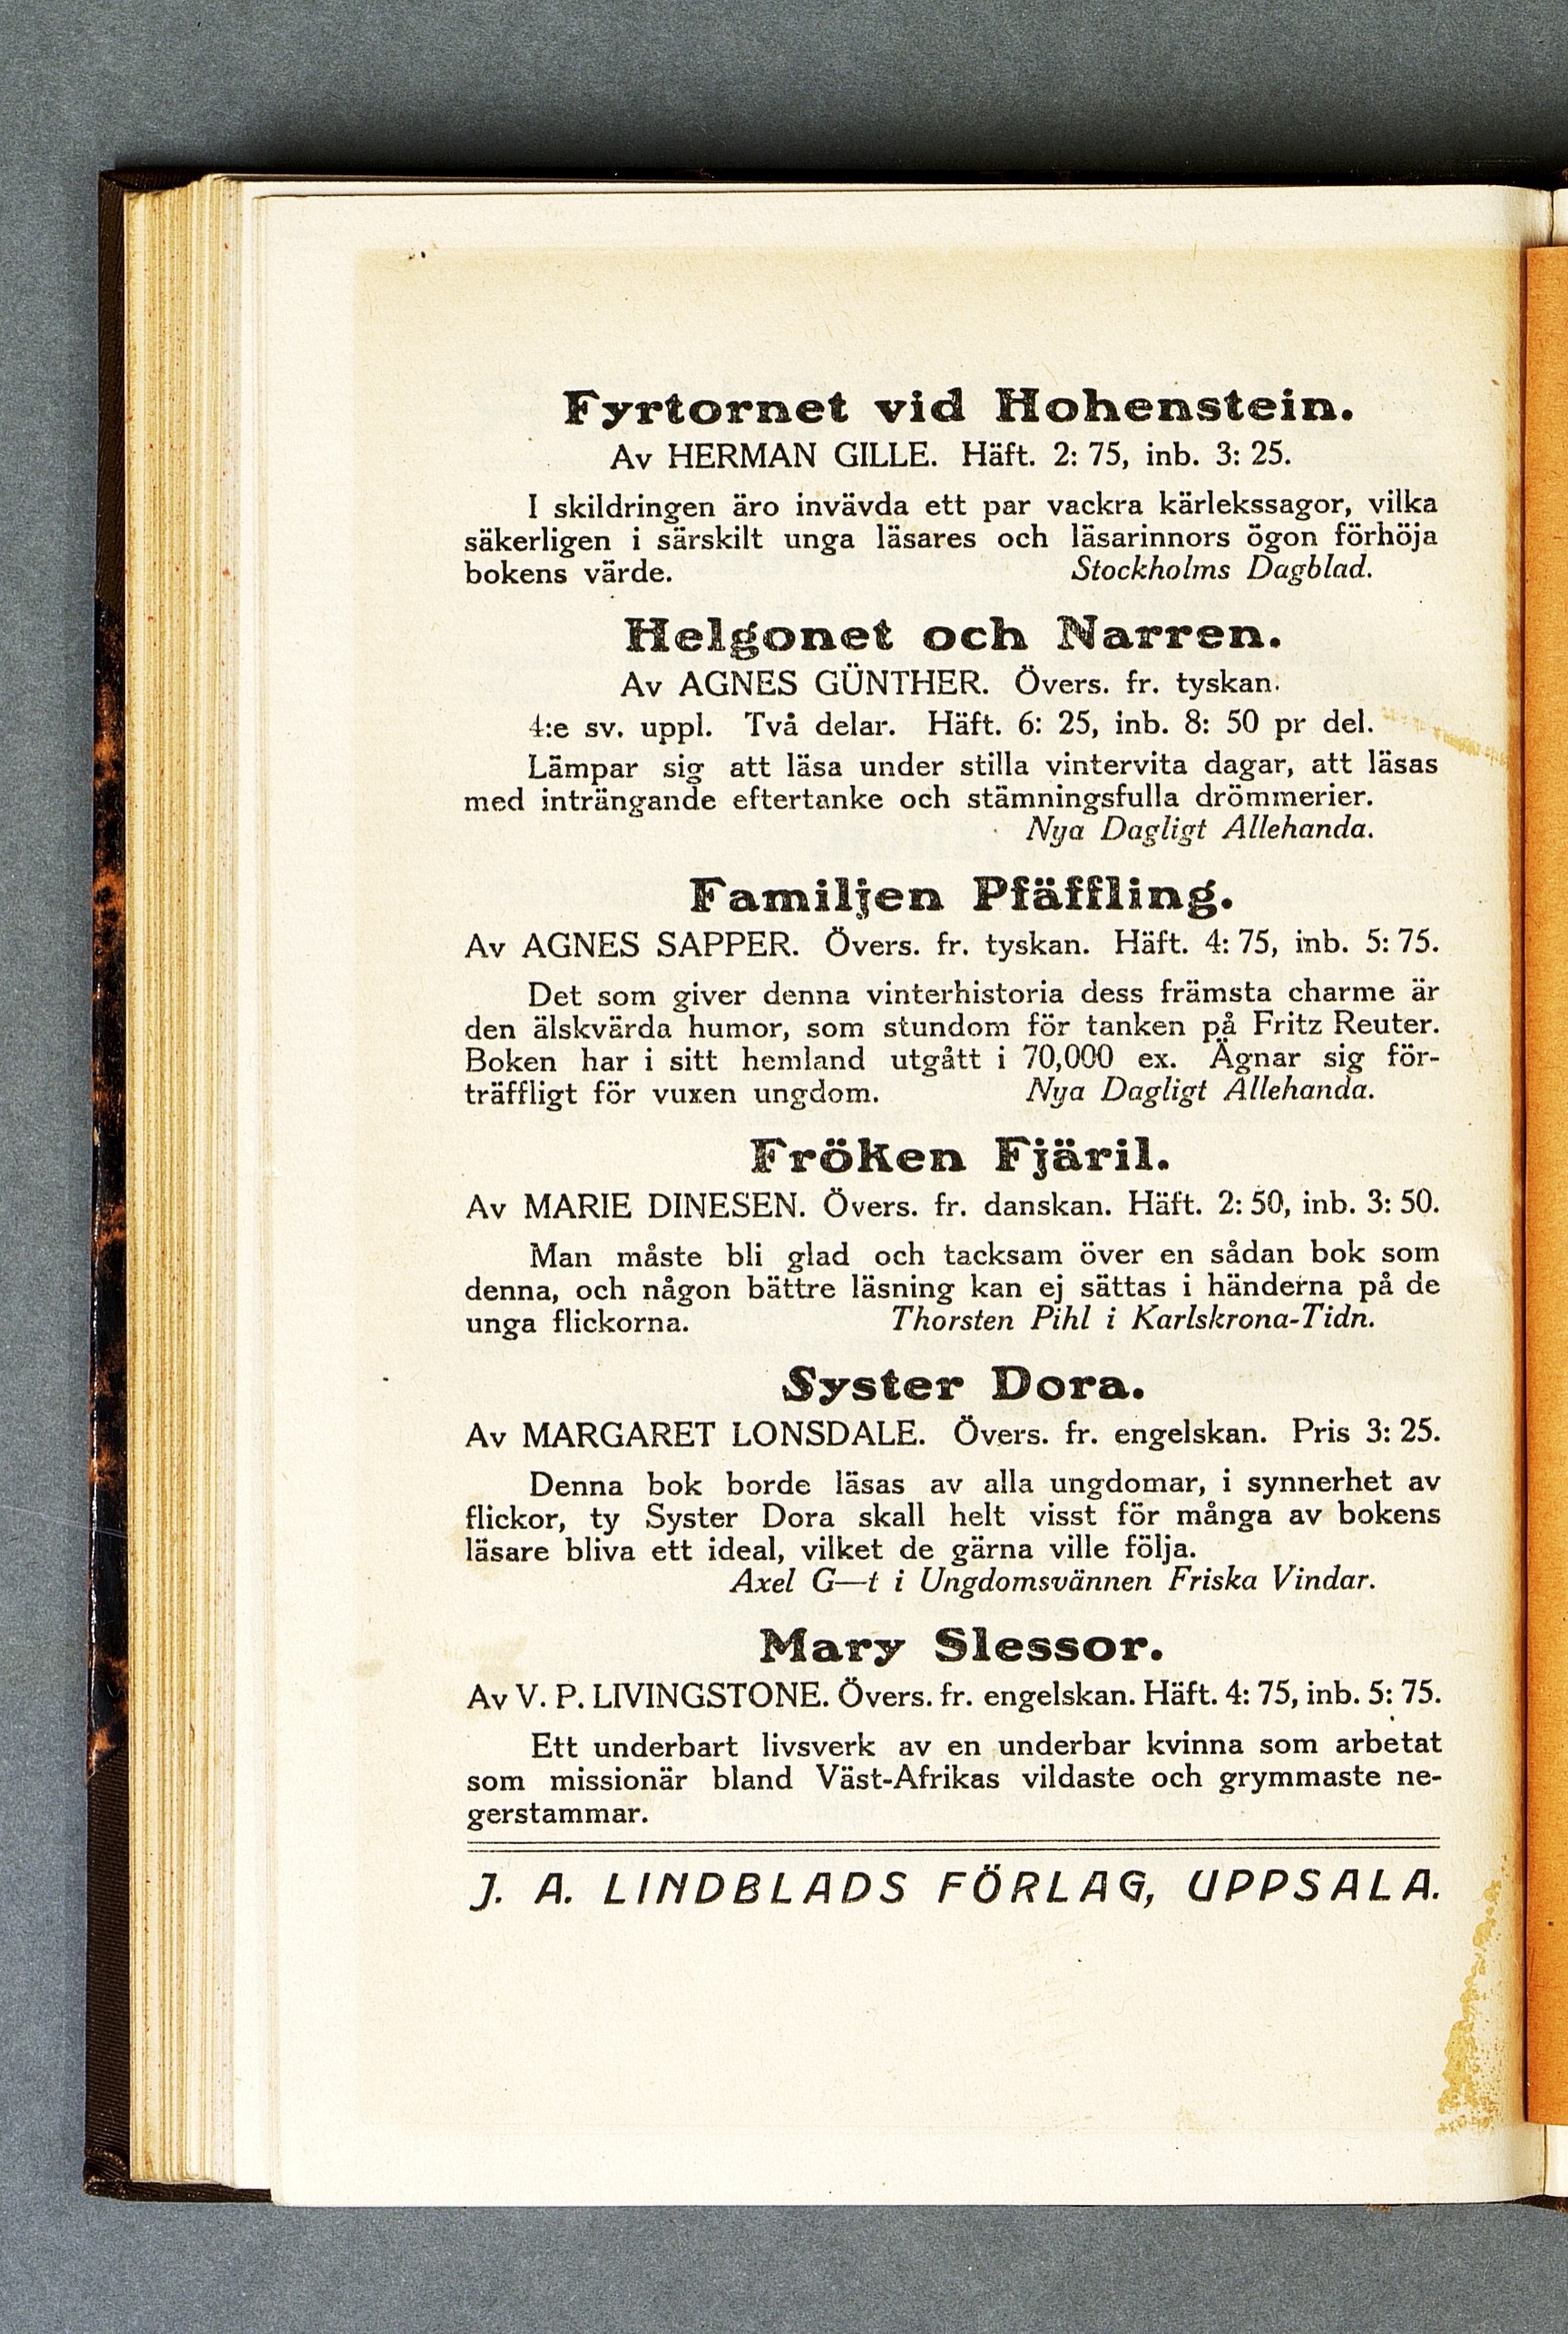 Fyrtornet vid Hohenstein.
Av HERMAN GILLE. Häft. 2: 75, inb. 3: 25.
I skildringen äro invävda ett par vackra kärlekssagor, vilka
säkerligen i särskilt unga läsares och läsarinnors ögon förhöja
bokens värde. Stockholms Dagblad.
Helgonet och Narren.
Av AGNES GÜNTHER. Övers. fr. tyskan.
4:e sv. uppl. Två delar. Häft. 6: 25, inb. 8: 50 pr del.
Lämpar sig att läsa under stilla vintervita dagar, att läsas
med inträngande eftertanke och stämningsfulla drömmerier.
Nya Dagligt Allehanda.
Familjen Pfäffling.
Av AGNES SAPPER. Övers. fr. tyskan. Häft. 4: 75, inb. 5: 75.
Det som giver denna vinterhistoria dess främsta charme är
den älskvärda humor, som stundom för tanken på Fritz Reuter.
Boken har i sitt hemland utgått i 70,000 ex. Ägnar sig för-
träffligt för vuxen ungdom. Nya Dagligt Allehanda.
Fröken Fjäril.
Av MARIE DINESEN. Övers. fr. danskan. Häft. 2: 50, inb. 3: 50.
Man måste bli glad och tacksam över en sådan bok som
denna, och någon bättre läsning kan ej sättas i händerna på de
unga flickorna. Thorsten Pihl i Karlskrona-Tidn.
Syster Dora.
Av MARGARET LONSDALE. Övers. fr. engelskan. Pris 3: 25.
Denna bok borde läsas av alla ungdomar, i synnerhet av
flickor, ty Syster Dora skall helt visst för många av bokens
läsare bliva ett ideal, vilket de gärna ville följa.
Axel G—t i Ungdomsvännen Friska Vindar.
Mary Slessor.
Av V. P. LIVINGSTONE. Övers. fr. engelskan. Häft. 4: 75, inb. 5: 75.
Ett underbart livsverk av en underbar kvinna som arbetat
som missionär bland Väst-Afrikas vildaste och grymmaste ne-
gerstammar.
J. A. LINDBLADS FÖRLAG, UPPSALA.